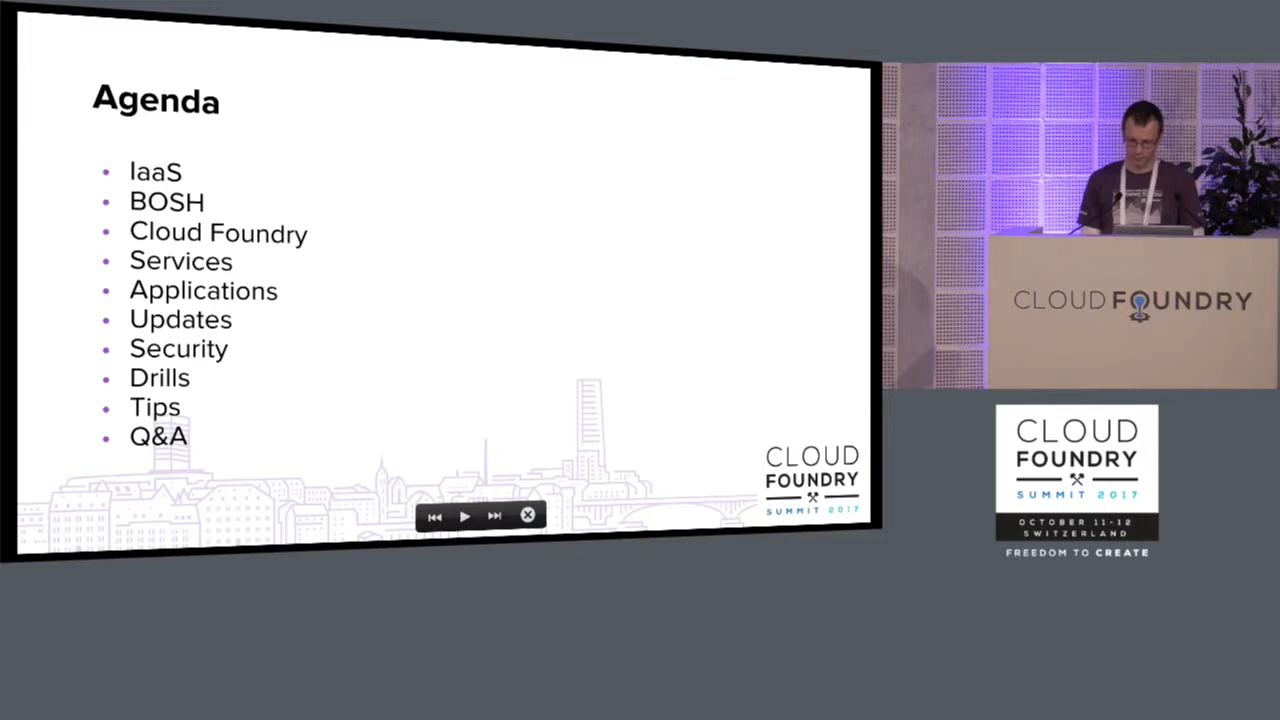 Agenda
IaaS
BOSH
Cloud Foundry
Services
Applications
Updates
Security
Drills
Tips
Q&A
CLOUD
FOUNDRY
SUMMIT 2017
CLOUD FOUNDRY
CLOUD
FOUNDRY
SUMMIT 2017
OCTOBER 11-12
SWITZERLAND
FREEDOM TO CREATE